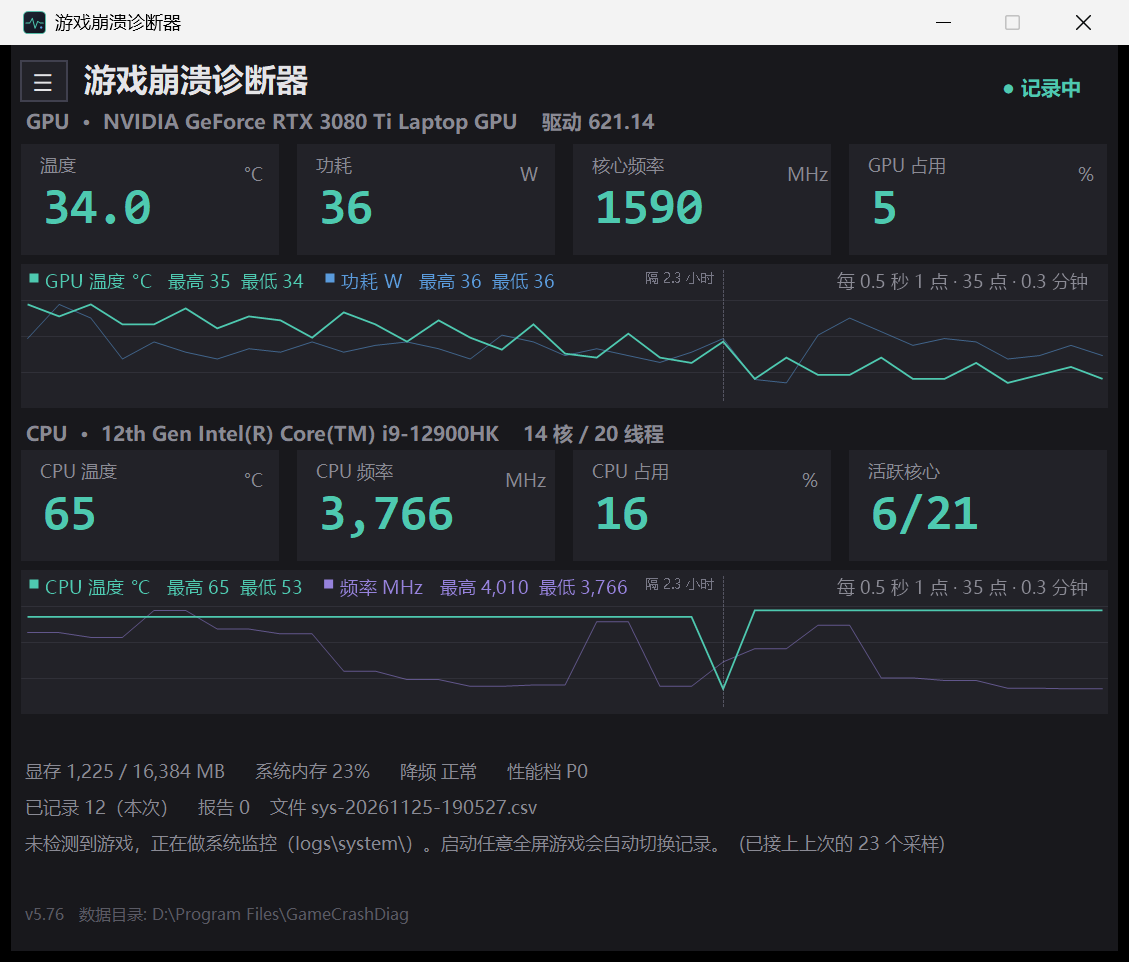 游戏崩溃诊断器
☰ 游戏崩溃诊断器 ● 记录中
GPU • NVIDIA GeForce RTX 3080 Ti Laptop GPU 驱动 621.14
温度 °C 功耗 W 核心频率 MHz GPU 占用 %
34.0 36 1590 5
GPU 温度 °C 最高 35 最低 34 功耗 W 最高 36 最低 36 隔 2.3 小时 每 0.5 秒 1 点 · 35 点 · 0.3 分钟
CPU • 12th Gen Intel(R) Core(TM) i9-12900HK 14 核 / 20 线程
CPU 温度 °C CPU 频率 MHz CPU 占用 % 活跃核心
65 3,766 16 6/21
CPU 温度 °C 最高 65 最低 53 频率 MHz 最高 4,010 最低 3,766 隔 2.3 小时 每 0.5 秒 1 点 · 35 点 · 0.3 分钟
显存 1,225 / 16,384 MB 系统内存 23% 降频 正常 性能档 P0
已记录 12（本次） 报告 0 文件 sys-20261125-190527.csv
未检测到游戏，正在做系统监控（logs\system\）。启动任意全屏游戏会自动切换记录。 (已接上上次的 23 个采样)
v5.76 数据目录: D:\Program Files\GameCrashDiag